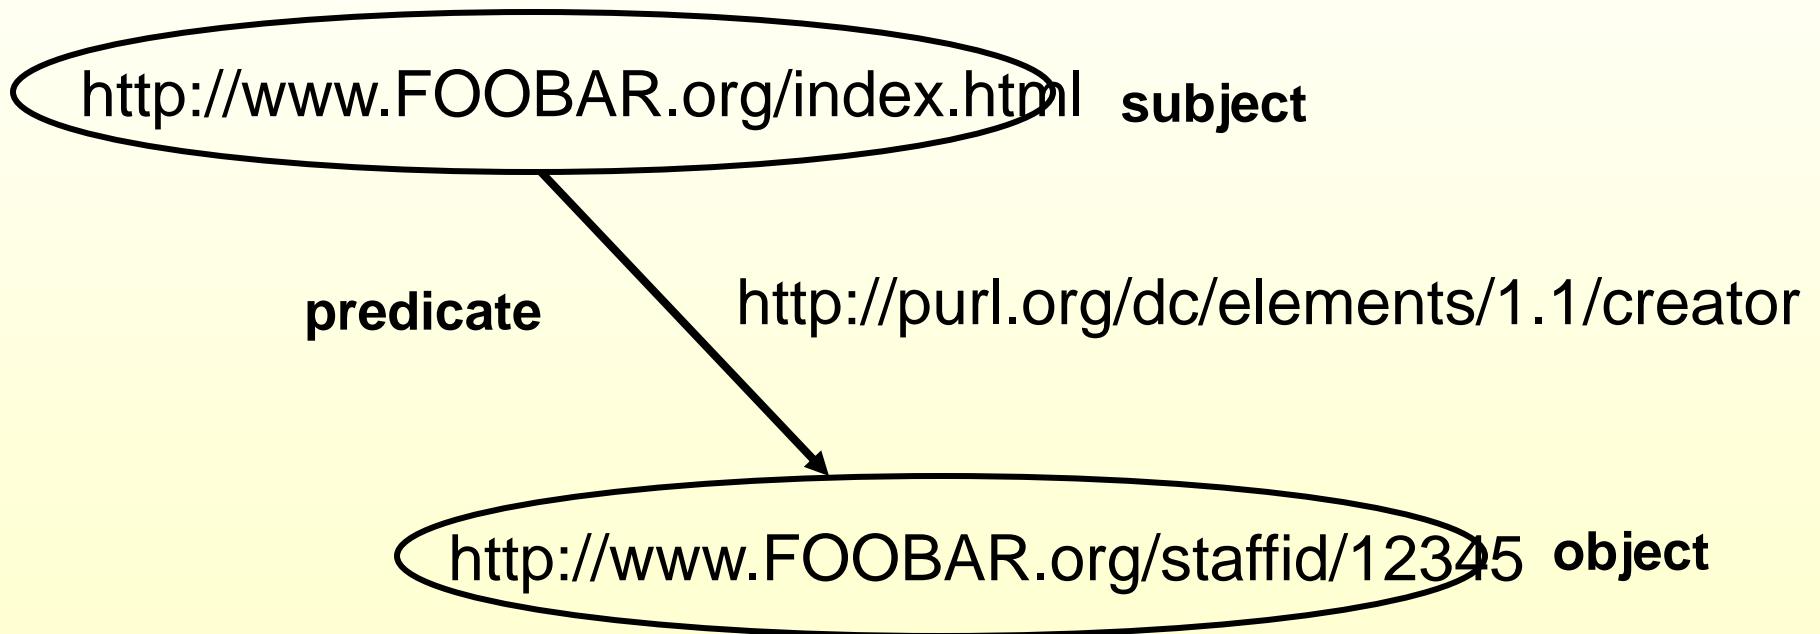 http://www.FOOBAR.org/index.html subject
predicate http://purl.org/dc/elements/1.1/creator
http://www.FOOBAR.org/staffid/12345 object